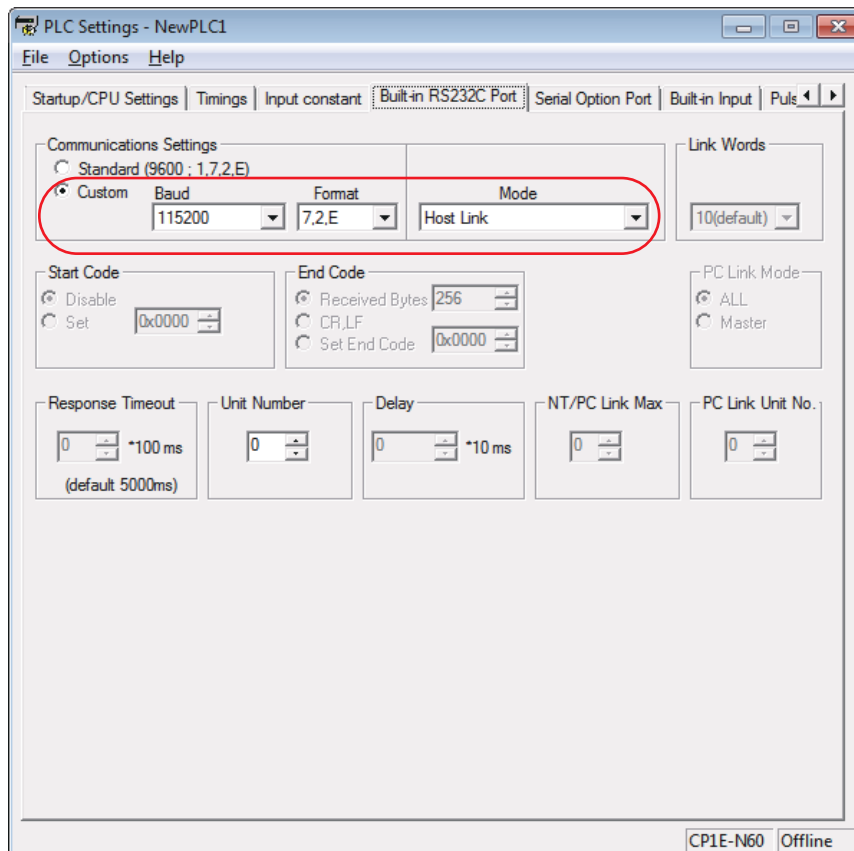 PLC Settings - NewPLC1
File Options Help
Startup/CPU Settings Timings Input constant Built-in RS232C Port Serial Option Port Built-in Input Puls
Communications Settings
Standard (9600 ; 1,7,2,E)
Custom Baud Format Mode
115200 7,2,E Host Link
Link Words
10(default)
Start Code
Disable
Set 0x0000
End Code
Received Bytes 256
CR,LF
Set End Code 0x0000
PC Link Mode
ALL
Master
Response Timeout
0 *100 ms
(default 5000ms)
Unit Number
0
Delay
0 *10 ms
NT/PC Link Max
0
PC Link Unit No.
0
CP1E-N60 Offline